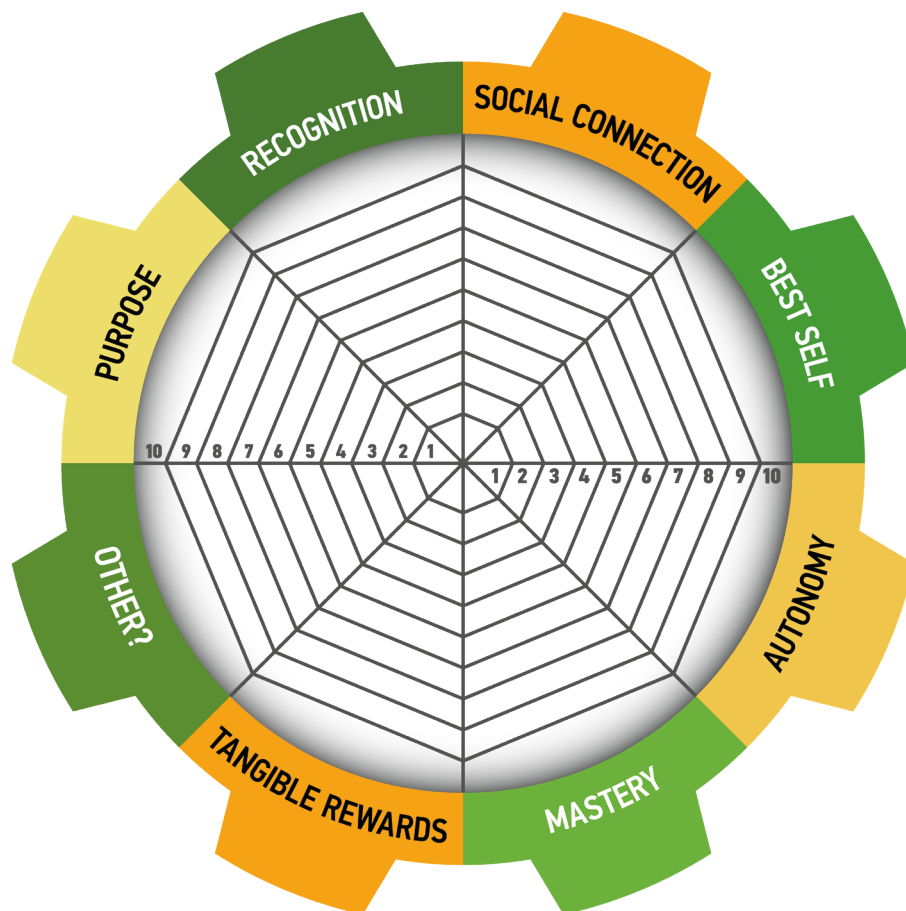 RECOGNITION
SOCIAL CONNECTION
PURPOSE
BEST SELF
10 9 8 7 6 5 4 3 2 1
1 2 3 4 5 6 7 8 9 10
OTHER?
AUTONOMY
TANGIBLE REWARDS
MASTERY